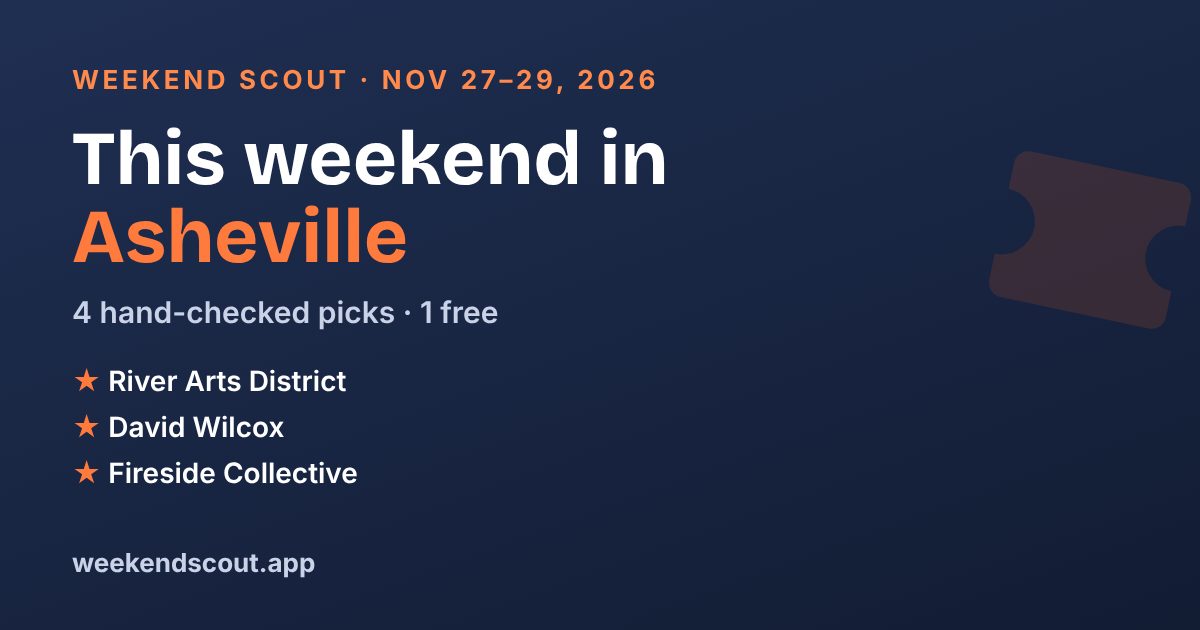 WEEKEND SCOUT · NOV 27–29, 2026
This weekend in
Asheville
4 hand-checked picks · 1 free
★ River Arts District
★ David Wilcox
★ Fireside Collective
weekendscout.app